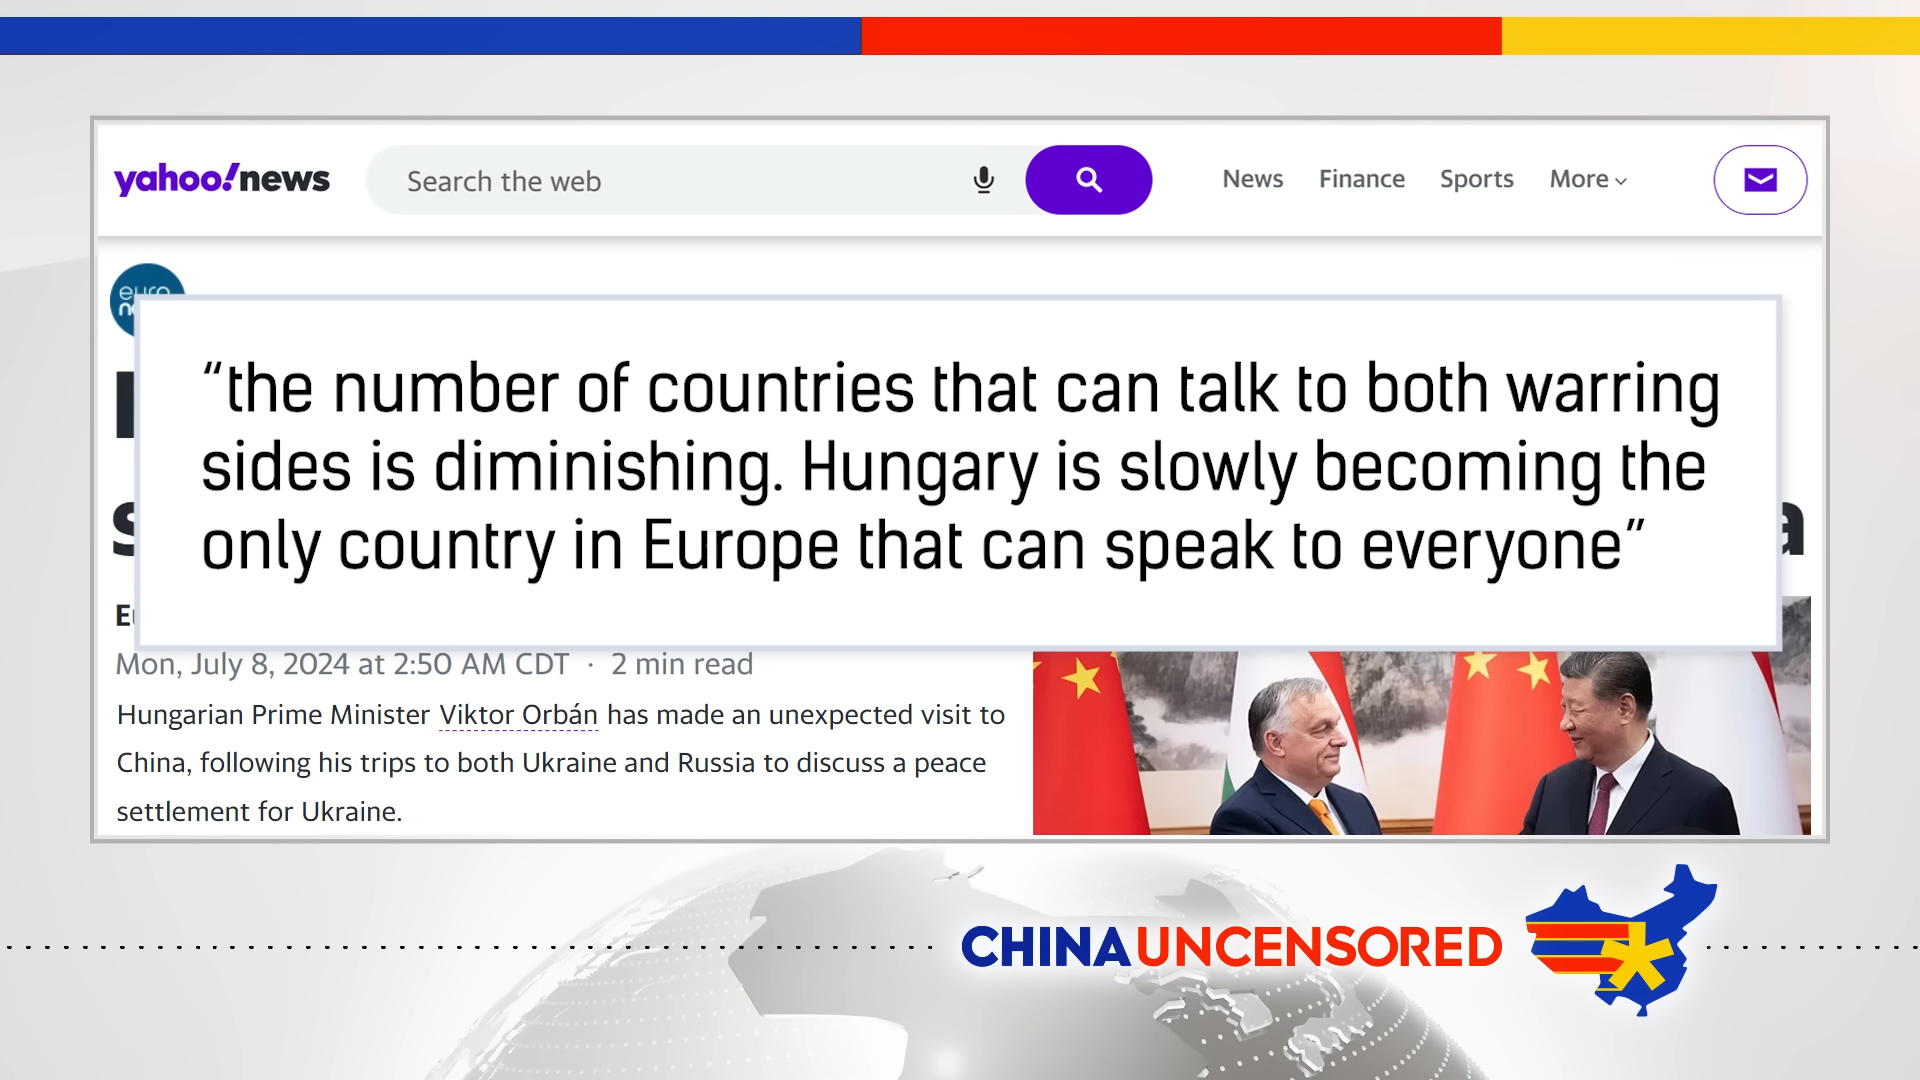 yahoo!news
Search the web
News Finance Sports More
euro
“the number of countries that can talk to both warring
sides is diminishing. Hungary is slowly becoming the
only country in Europe that can speak to everyone”
Mon, July 8, 2024 at 2:50 AM CDT · 2 min read
Hungarian Prime Minister Viktor Orbán has made an unexpected visit to
China, following his trips to both Ukraine and Russia to discuss a peace
settlement for Ukraine.
CHINA UNCENSORED